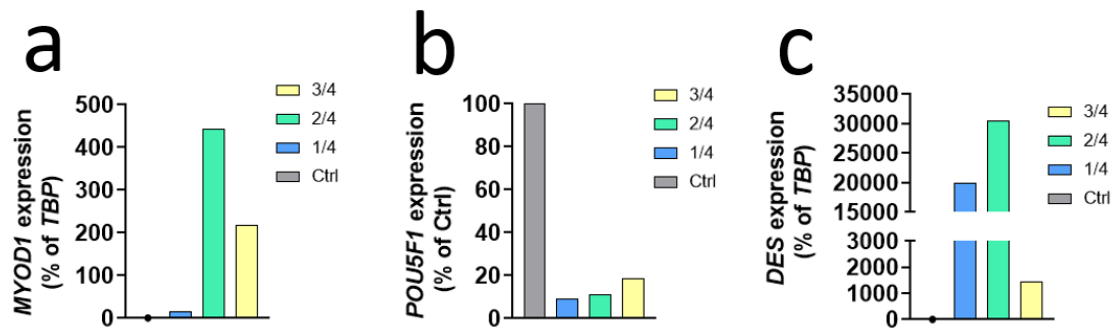 a
MYOD1 expression
(% of TBP)
500
400
300
200
100
0
3/4
2/4
1/4
Ctrl
b
POU5F1 expression
(% of Ctrl)
100
80
60
40
20
0
3/4
2/4
1/4
Ctrl
c
DES expression
(% of TBP)
35000
30000
25000
20000
15000
3000
2000
1000
0
3/4
2/4
1/4
Ctrl